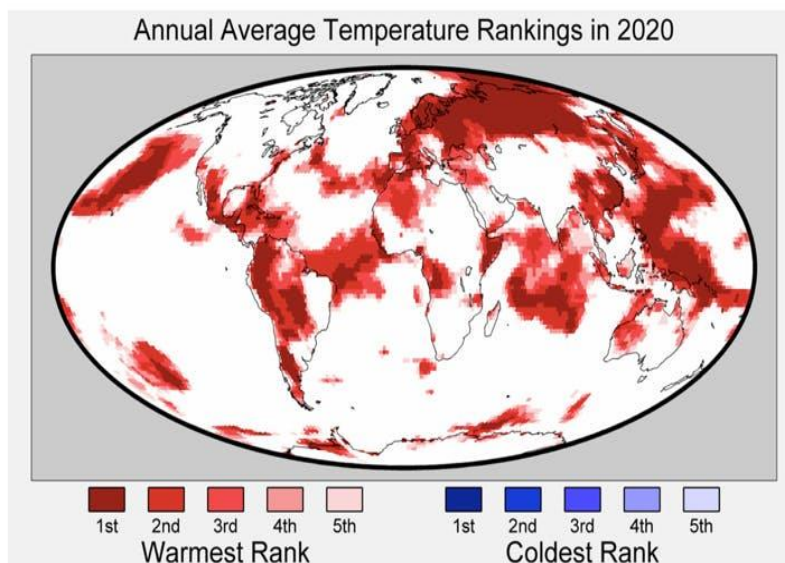 Annual Average Temperature Rankings in 2020
1st 2nd 3rd 4th 5th 1st 2nd 3rd 4th 5th
Warmest Rank Coldest Rank